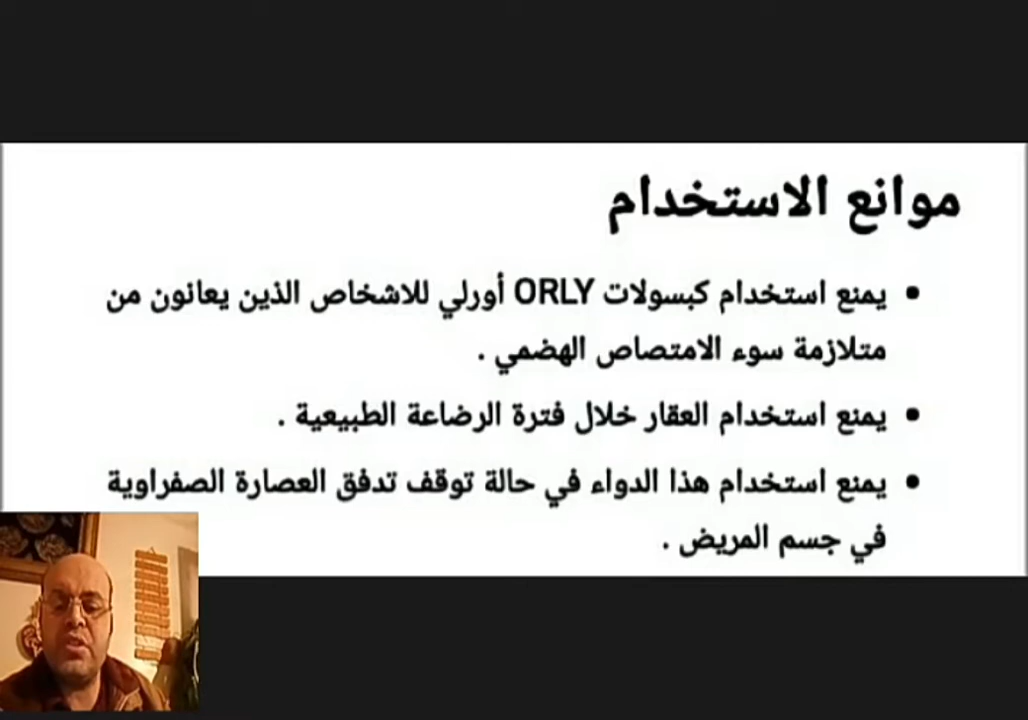 موانع الاستخدام
• يمنع استخدام كبسولات ORLY أورلي للاشخاص الذين يعانون من
متلازمة سوء الامتصاص الهضمي .
• يمنع استخدام العقار خلال فترة الرضاعة الطبيعية .
• يمنع استخدام هذا الدواء في حالة توقف تدفق العصارة الصفراوية
في جسم المريض .